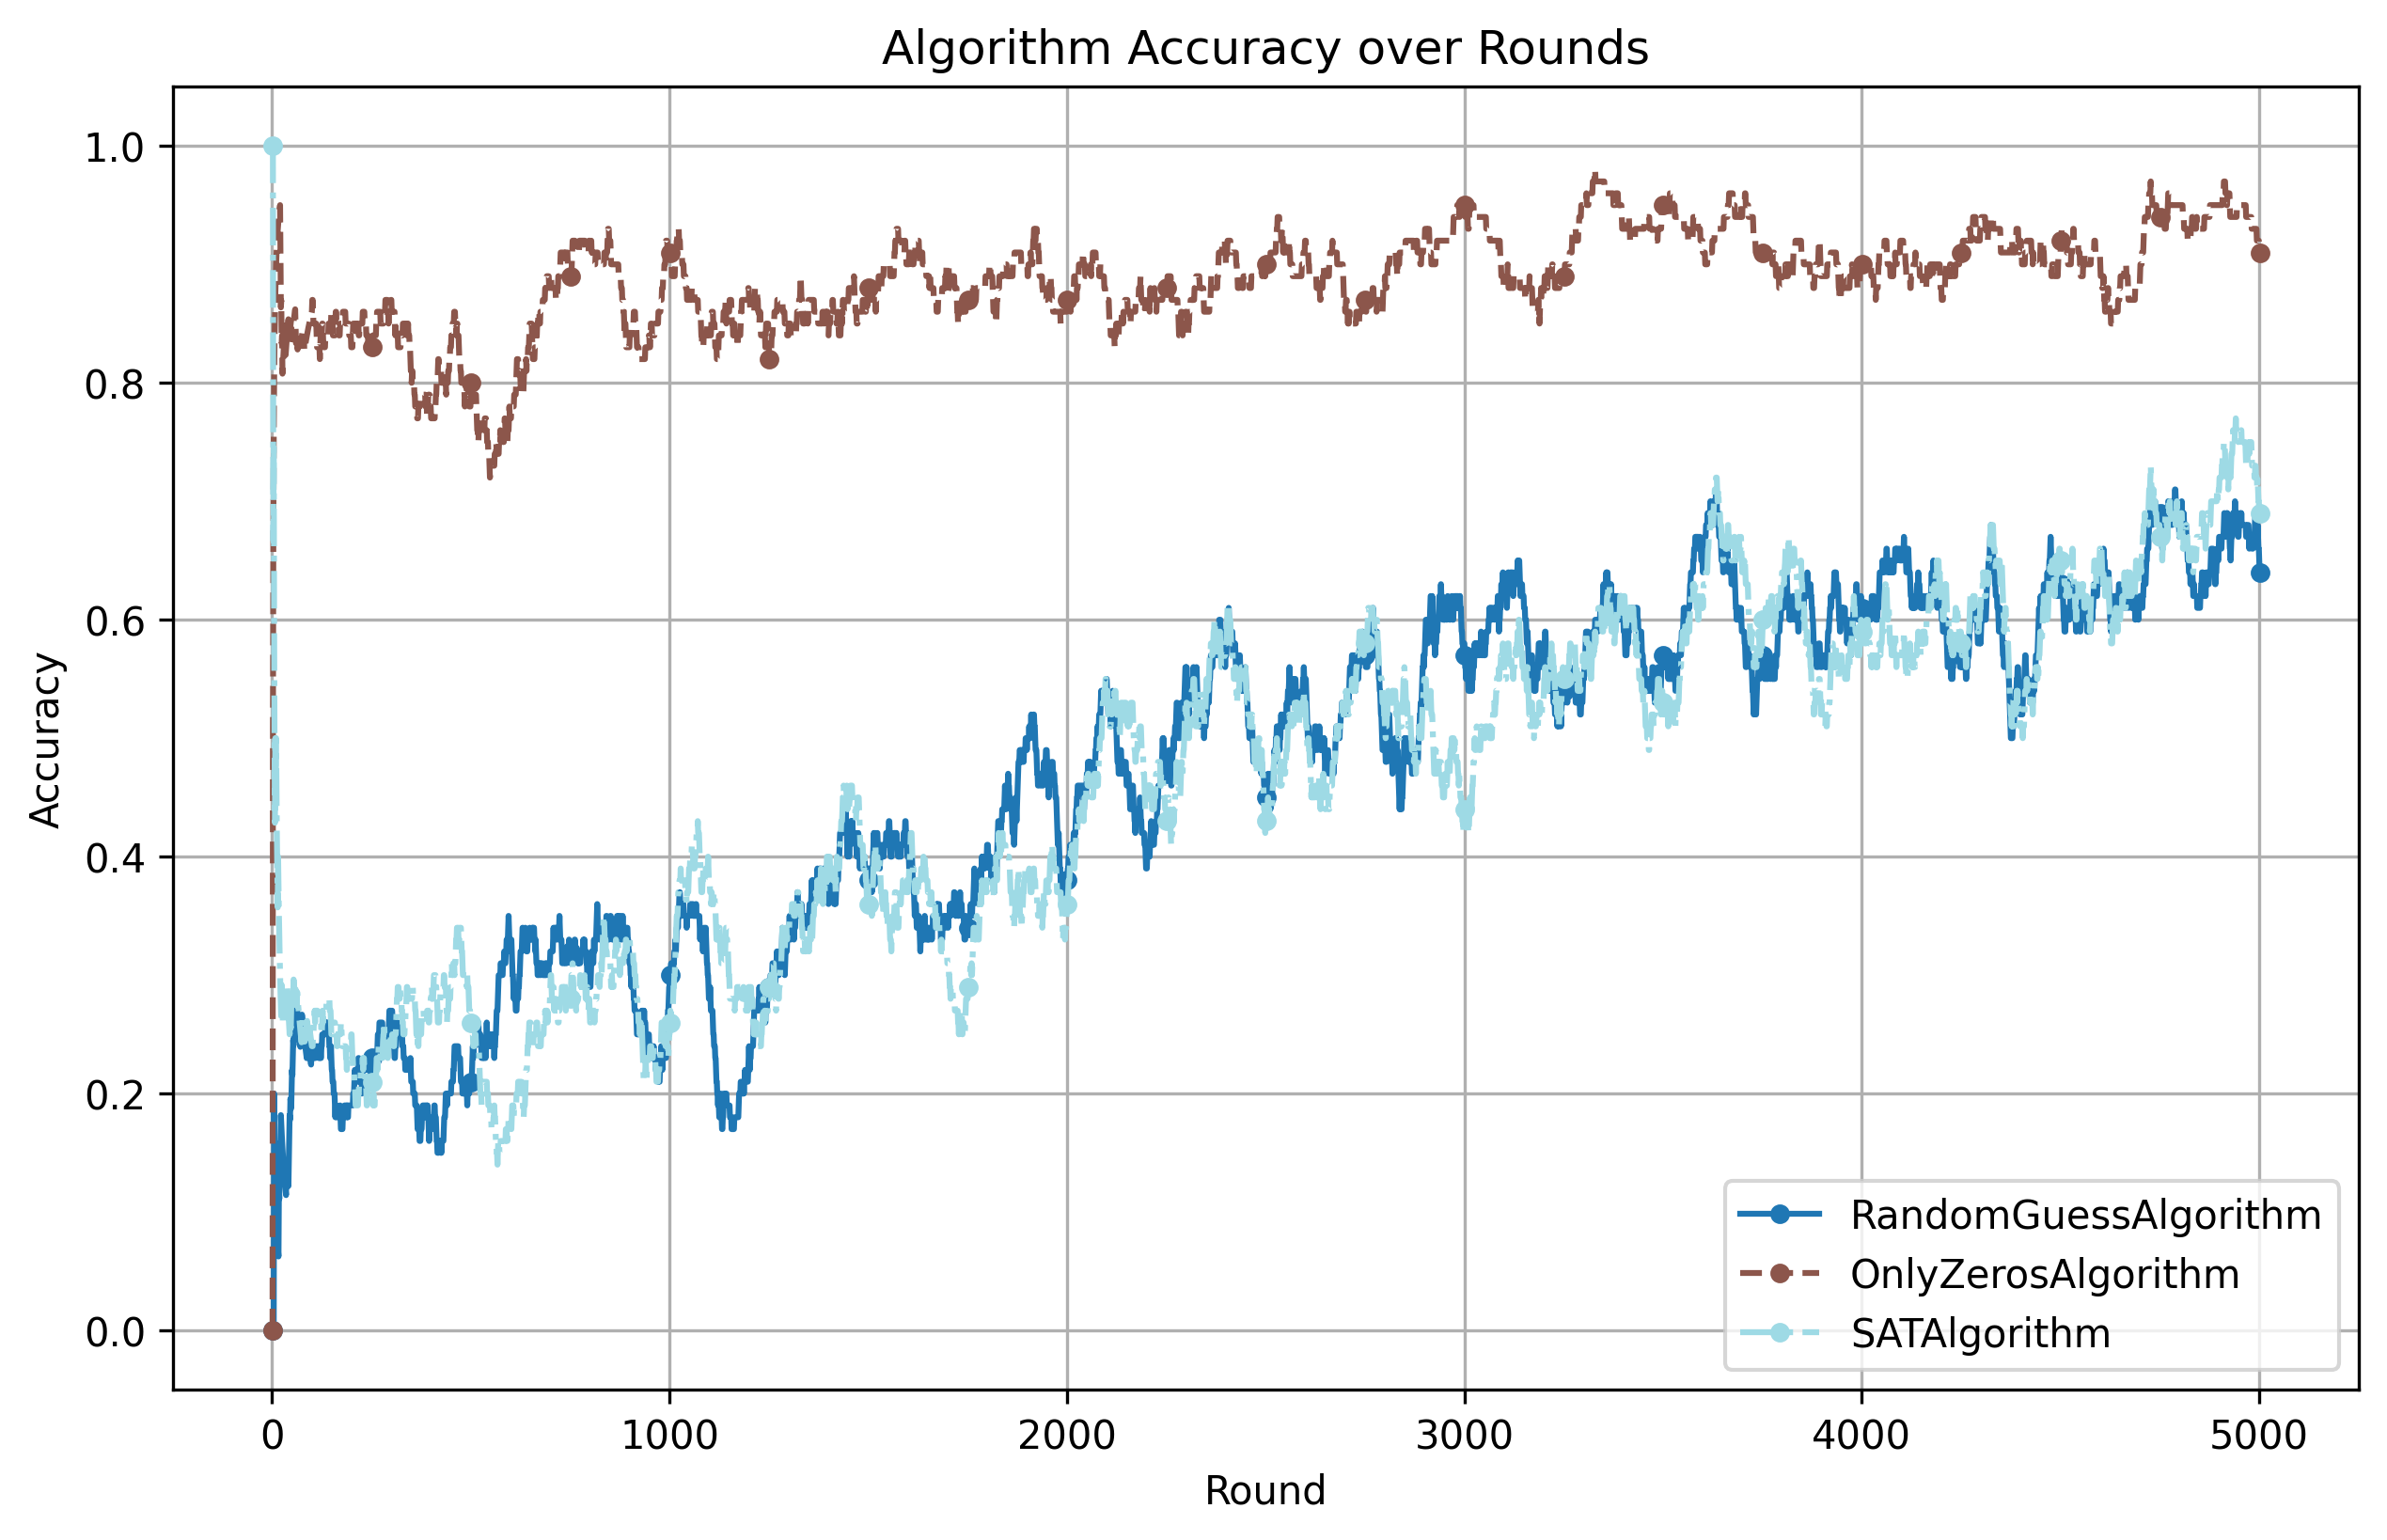 Algorithm Accuracy over Rounds
1.0
0.8
0.6
0.4
0.2
0.0
Accuracy
0 1000 2000 3000 4000 5000
Round
RandomGuessAlgorithm
OnlyZerosAlgorithm
SATAlgorithm